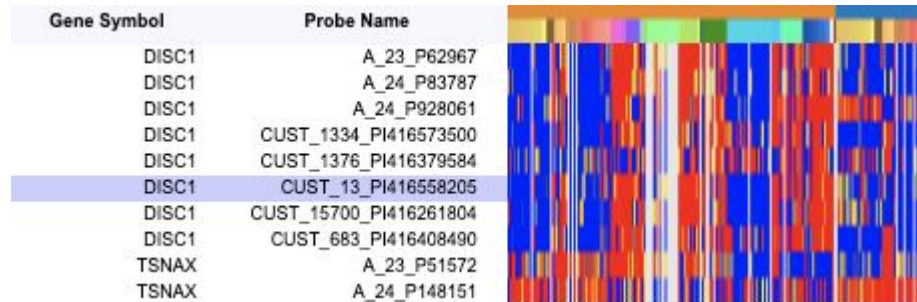 Gene Symbol Probe Name
DISC1 A_23_P62967
DISC1 A_24_P83787
DISC1 A_24_P928061
DISC1 CUST_1334_PI416573500
DISC1 CUST_1376_PI416379584
DISC1 CUST_13_PI416558205
DISC1 CUST_15700_PI416261804
DISC1 CUST_683_PI416408490
TSNAX A_23_P51572
TSNAX A_24_P148151